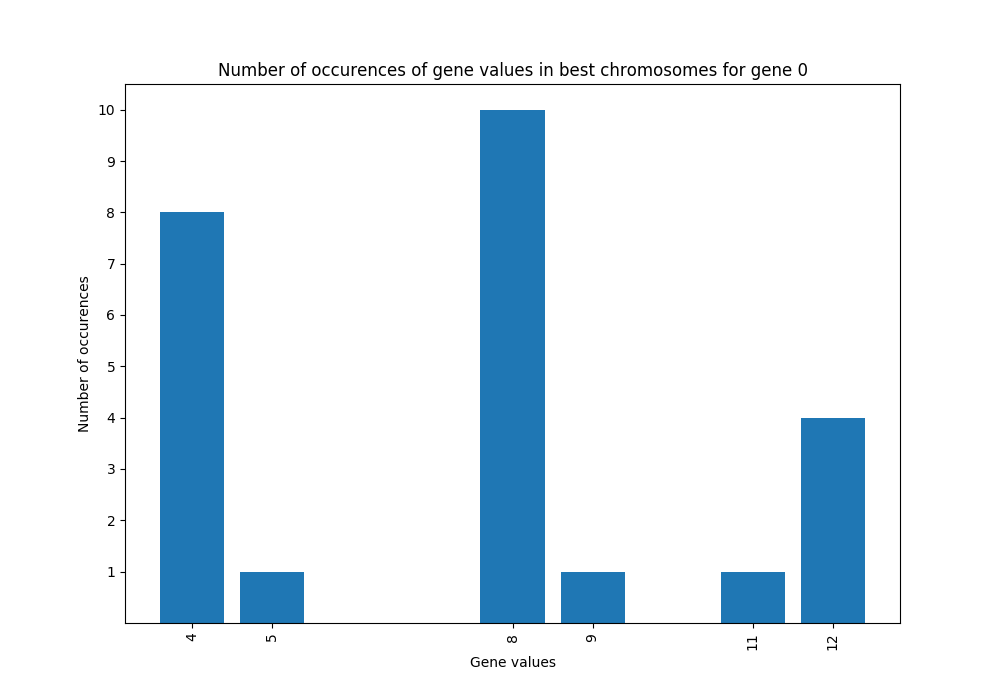 Number of occurences of gene values in best chromosomes for gene 0
10
9
8
7
6
5
4
3
2
1
Number of occurences
4 5 8 9 11 12
Gene values